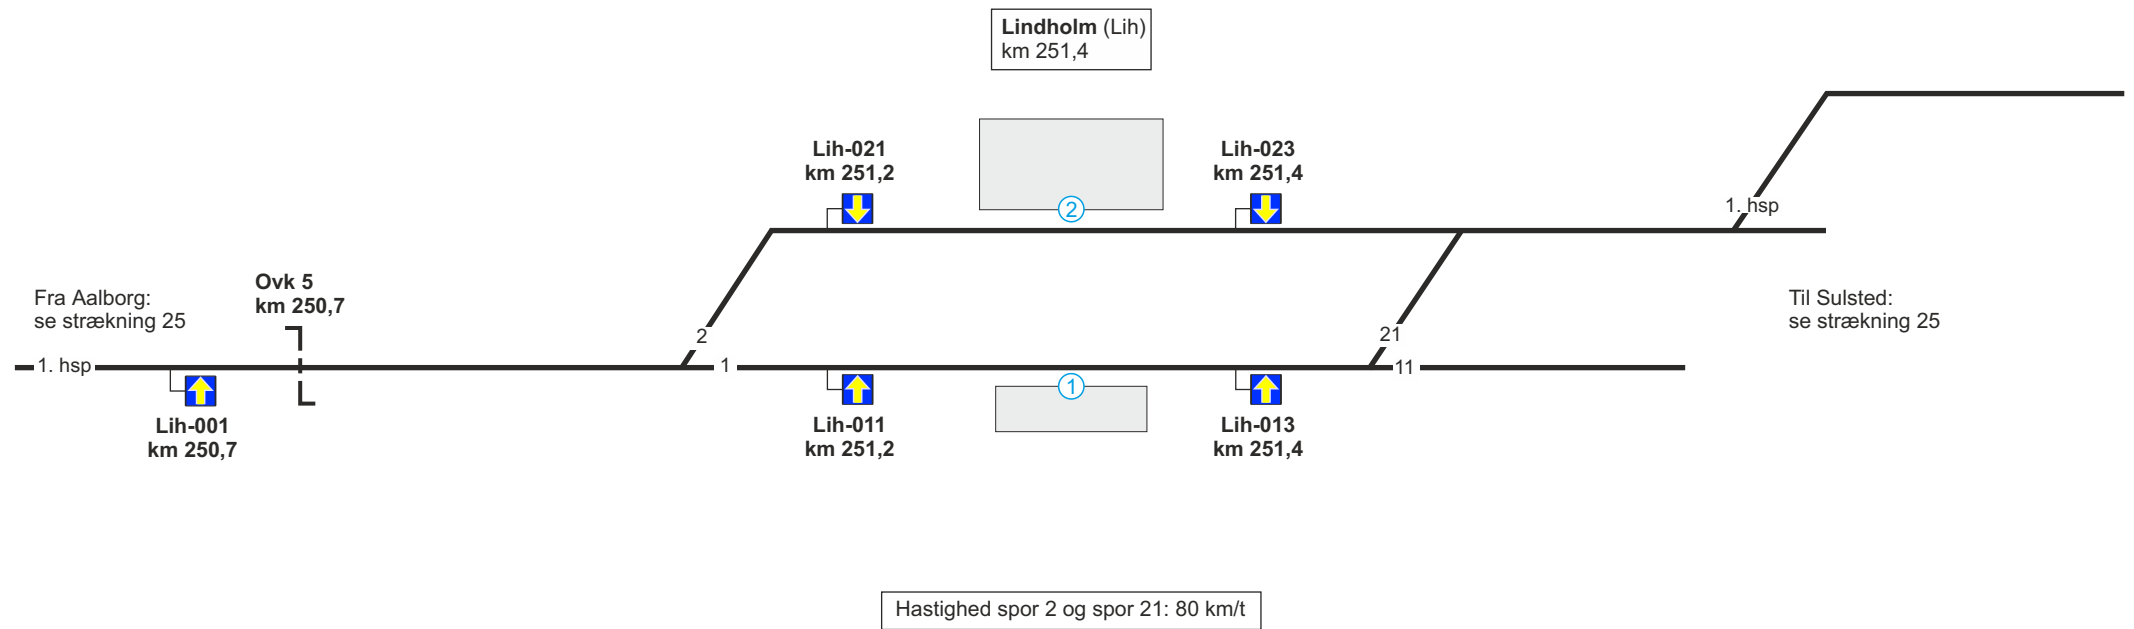 Lindholm (Lih)
km 251,4
Lih-021
km 251,2
Lih-023
km 251,4
2
1. hsp
Fra Aalborg:
se strækning 25
Ovk 5
km 250,7
Til Sulsted:
se strækning 25
2
21
1. hsp
1
11
1
Lih-001
km 250,7
Lih-011
km 251,2
Lih-013
km 251,4
Hastighed spor 2 og spor 21: 80 km/t